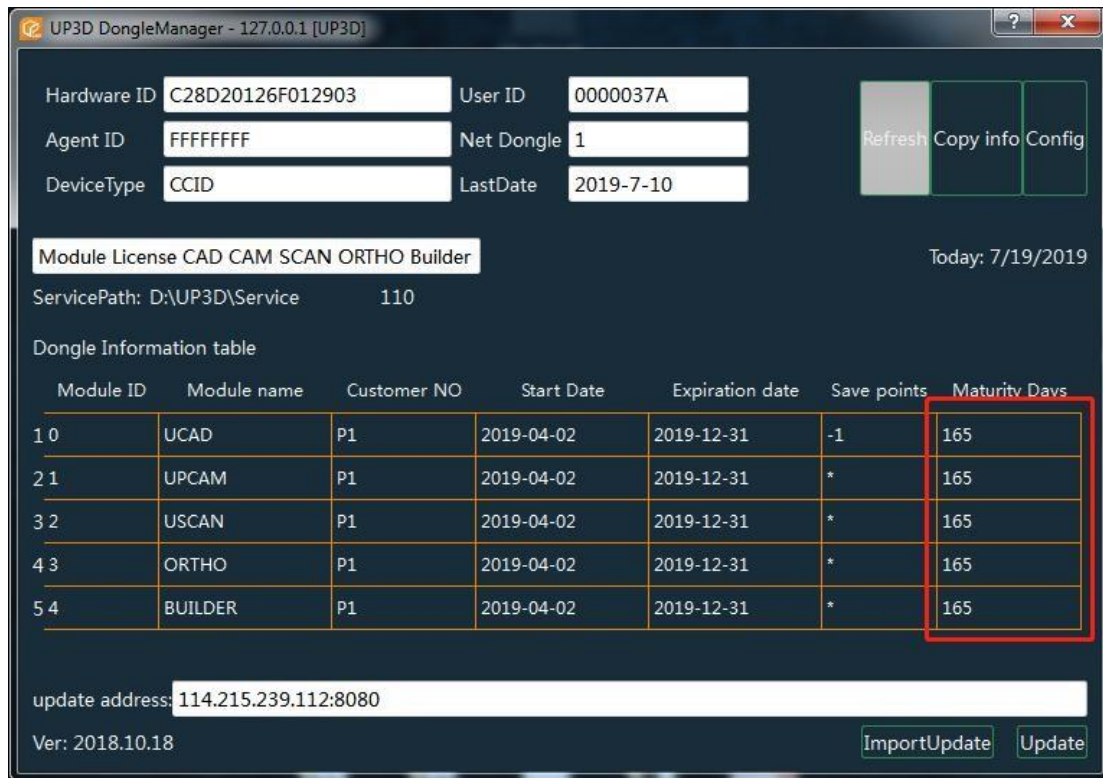 UP3D DongleManager - 127.0.0.1 [UP3D]
Hardware ID C28D20126F012903 User ID 0000037A
Agent ID FFFFFFFF Net Dongle 1
Refresh Copy info Config
DeviceType CCID LastDate 2019-7-10
Module License CAD CAM SCAN ORTHO Builder Today: 7/19/2019
ServicePath: D:\UP3D\Service 110
Dongle Information table
Module ID Module name Customer NO Start Date Expiration date Save points Maturity Days
1 0 UCAD P1 2019-04-02 2019-12-31 -1 165
2 1 UPCAM P1 2019-04-02 2019-12-31 * 165
3 2 USCAN P1 2019-04-02 2019-12-31 * 165
4 3 ORTHO P1 2019-04-02 2019-12-31 * 165
5 4 BUILDER P1 2019-04-02 2019-12-31 * 165
update address: 114.215.239.112:8080
Ver: 2018.10.18 ImportUpdate Update